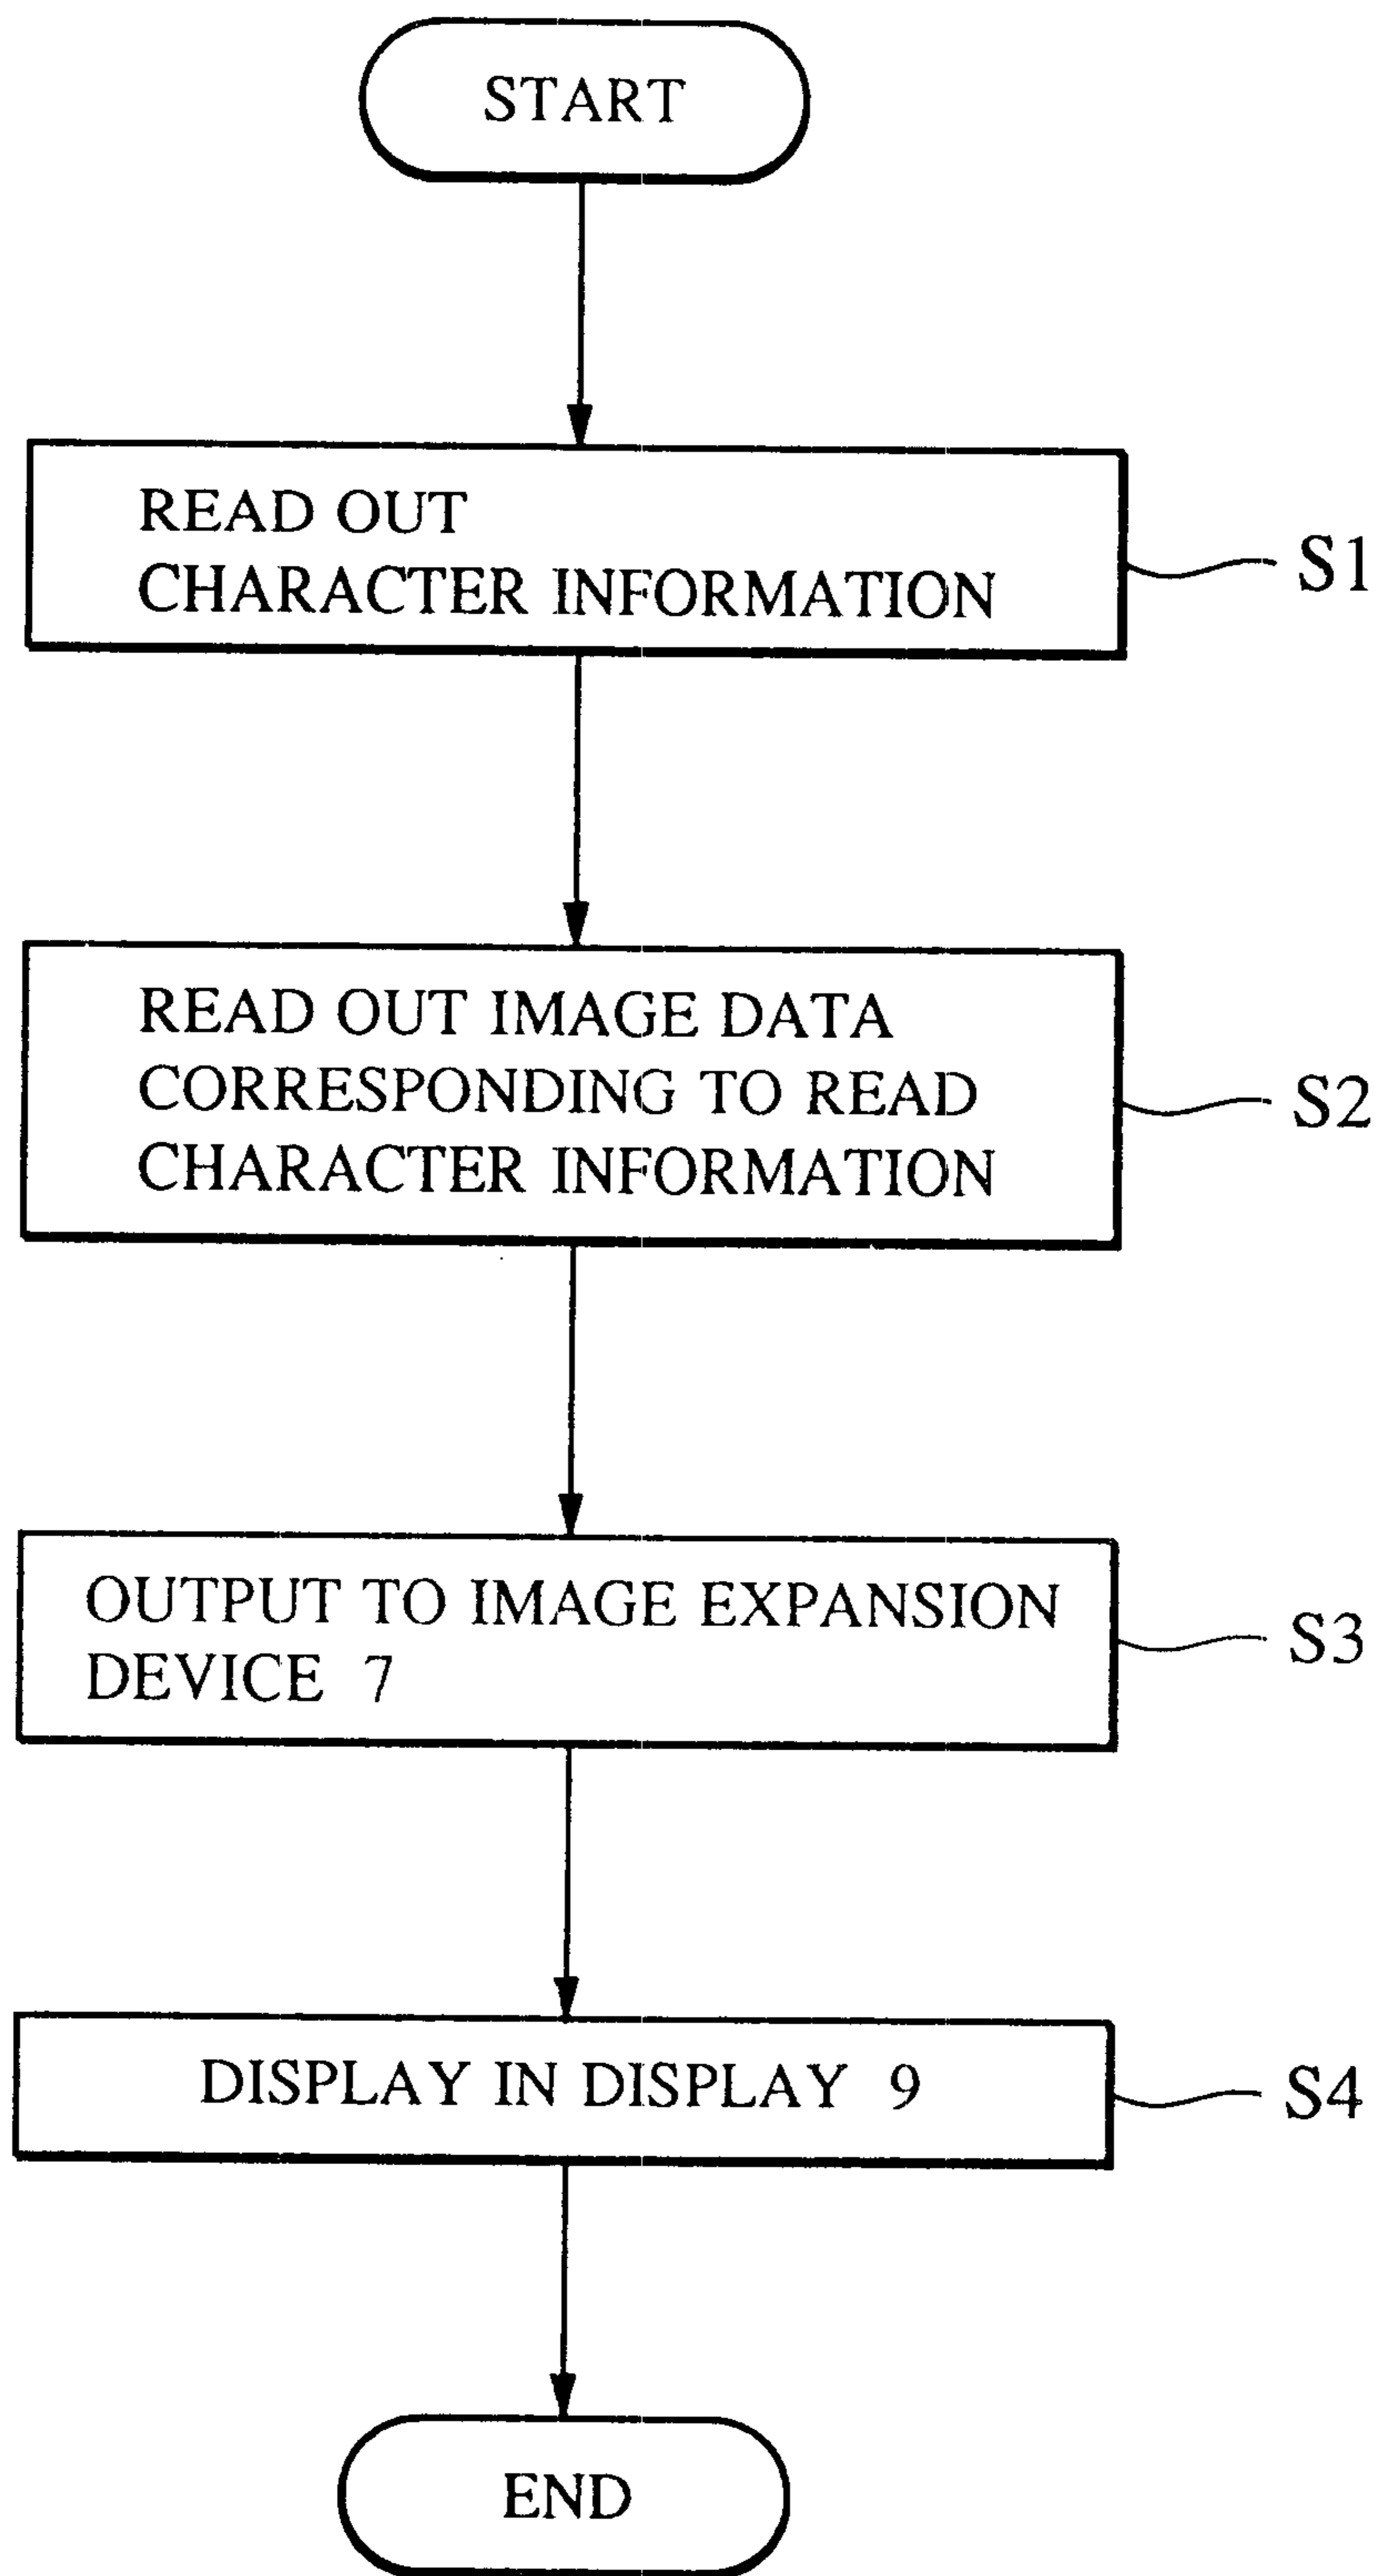 START
READ OUT
CHARACTER INFORMATION
S1
READ OUT IMAGE DATA
CORRESPONDING TO READ
CHARACTER INFORMATION
S2
OUTPUT TO IMAGE EXPANSION
DEVICE 7
S3
DISPLAY IN DISPLAY 9
S4
END